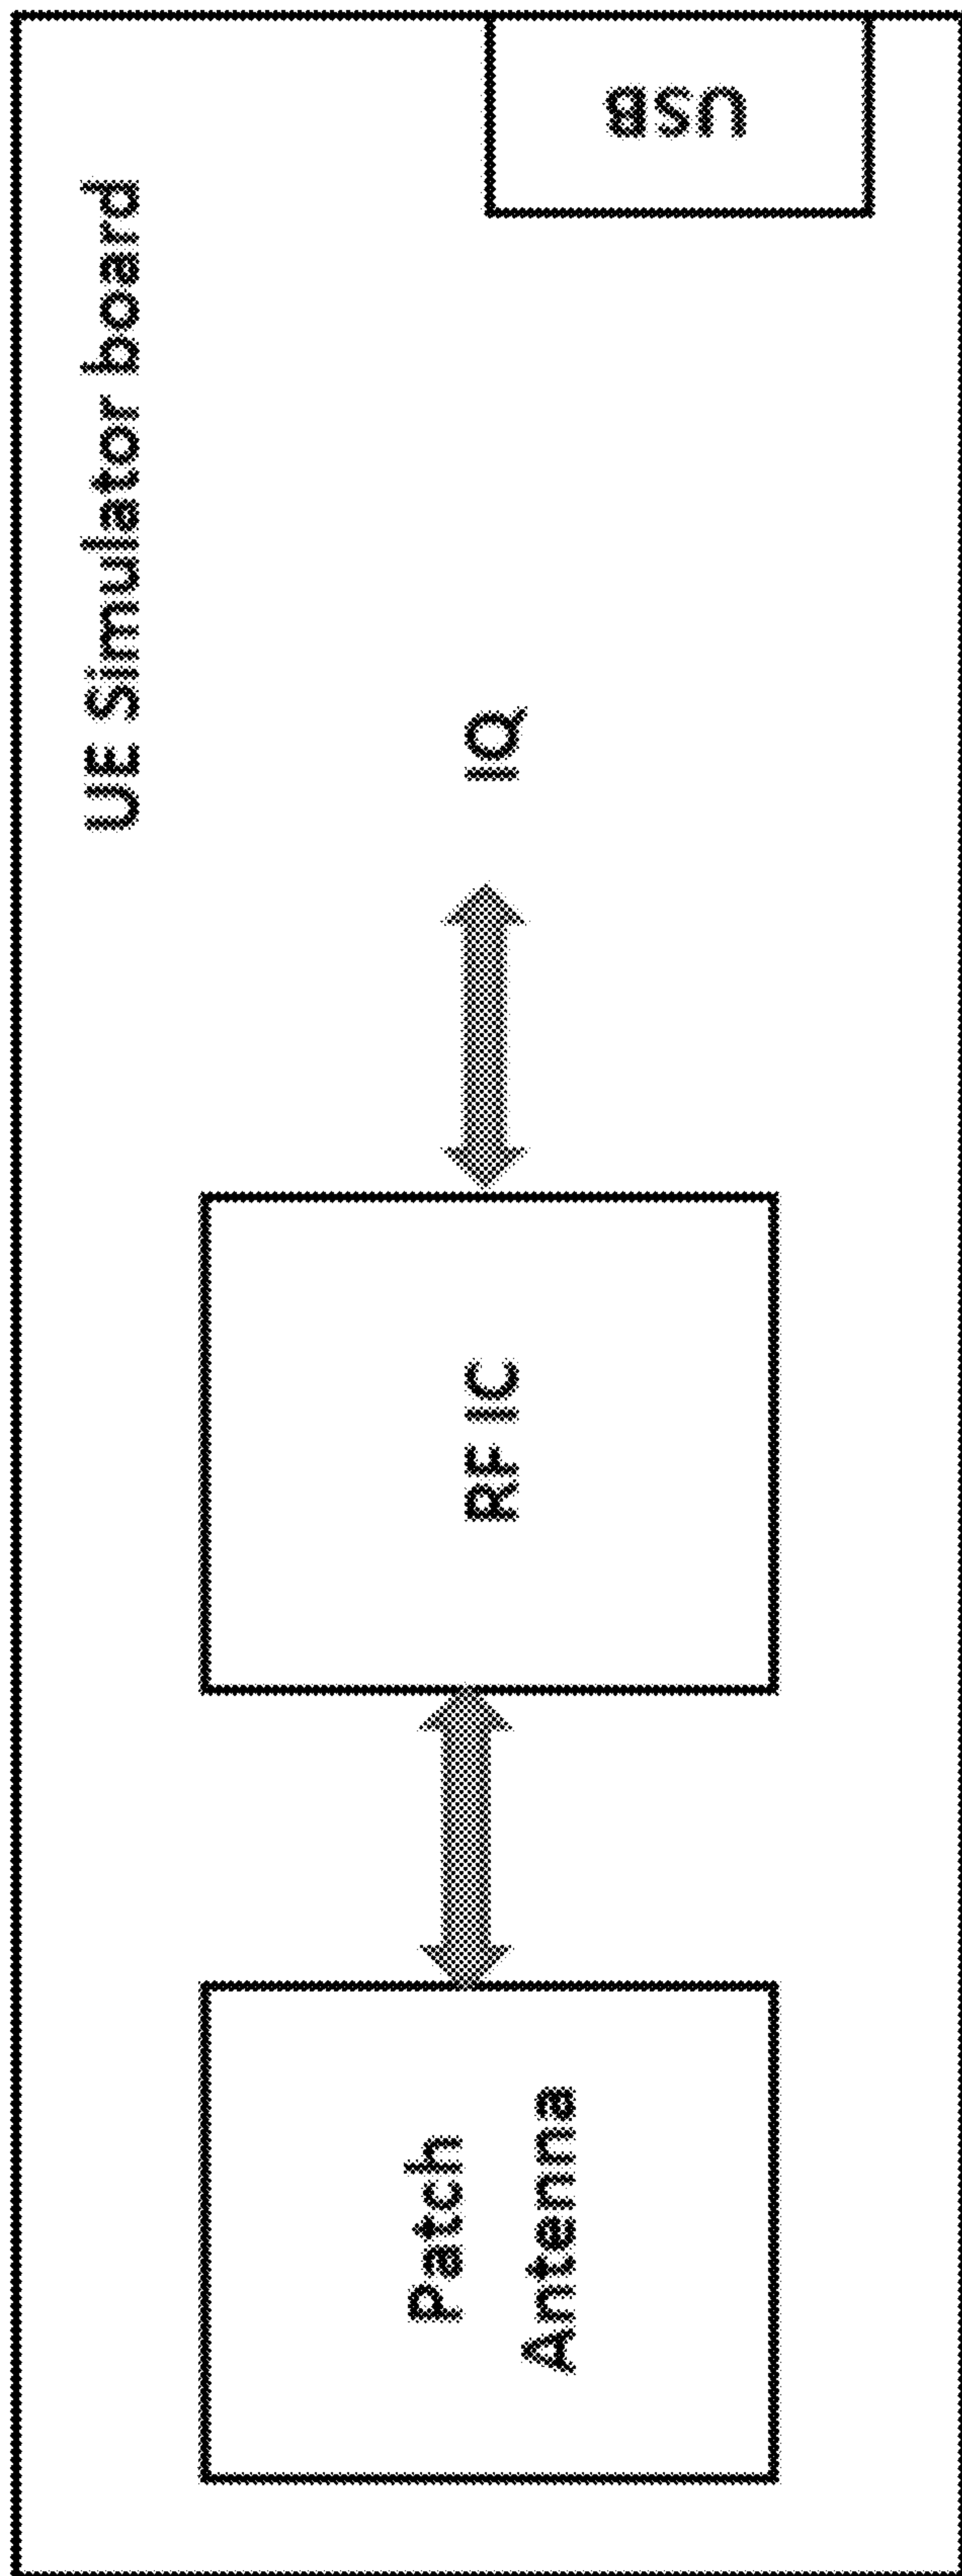 UE Simulator board
Patch
Antenna
RF IC
IQ
USB